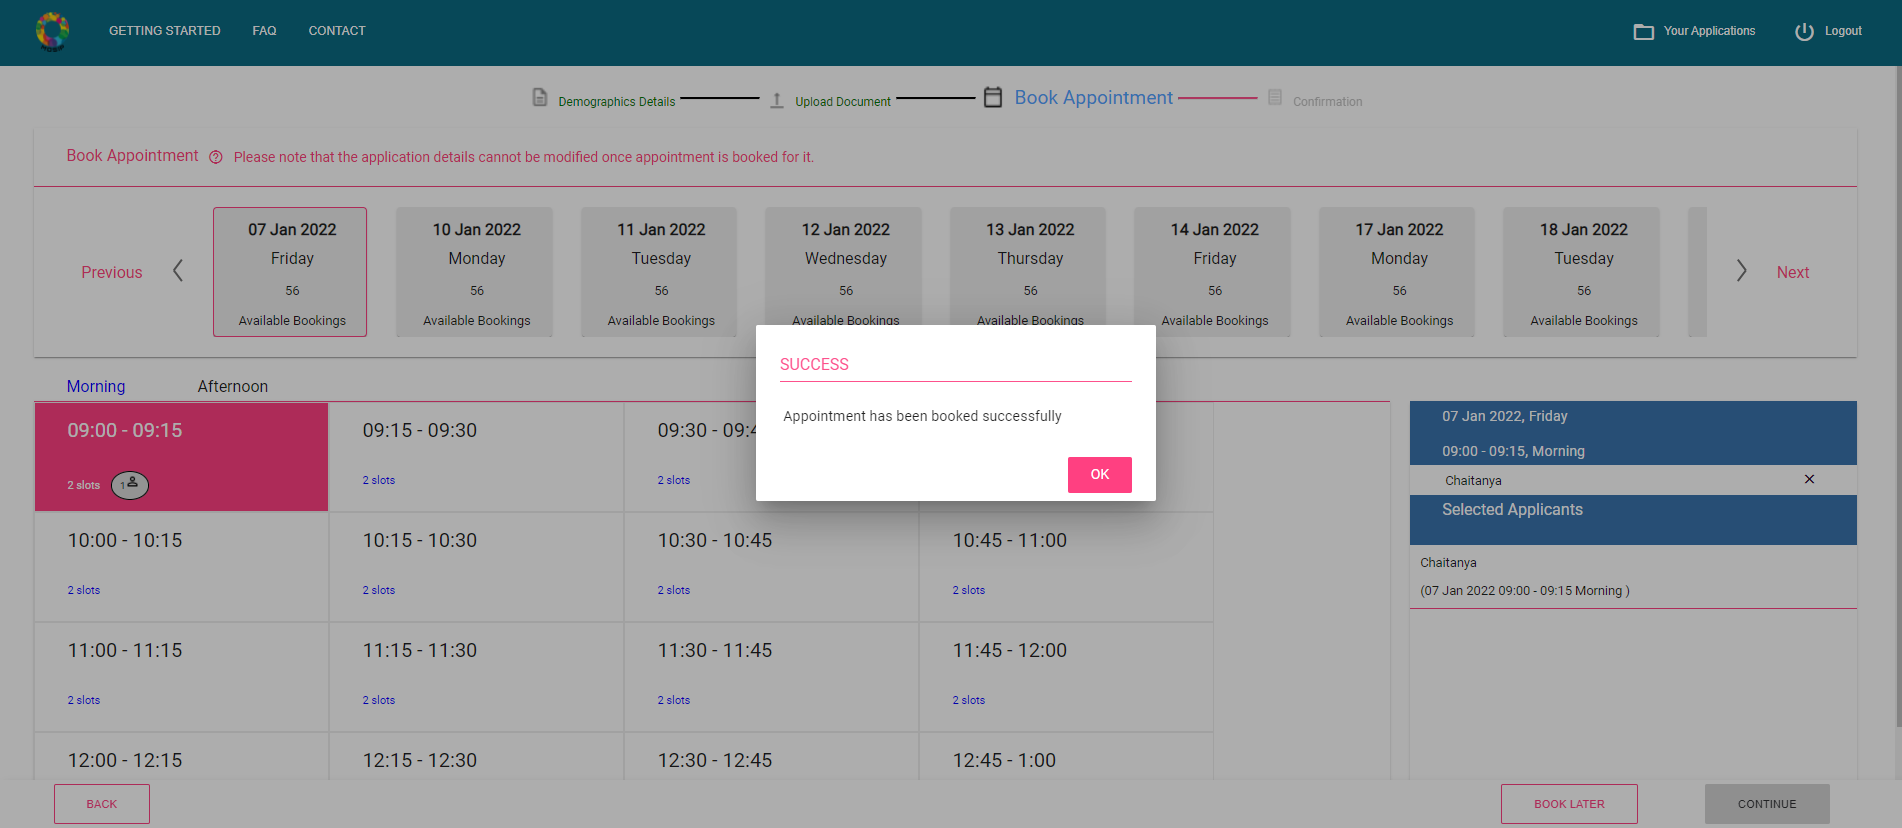 GETTING STARTED FAQ CONTACT Your Applications Logout
Demographics Details Upload Document Book Appointment Confirmation
Book Appointment Please note that the application details cannot be modified once appointment is booked for it.
Previous
07 Jan 2022
Friday
56
Available Bookings
10 Jan 2022
Monday
56
Available Bookings
11 Jan 2022
Tuesday
56
Available Bookings
12 Jan 2022
Wednesday
56
Available Bookings
13 Jan 2022
Thursday
56
Available Bookings
14 Jan 2022
Friday
56
Available Bookings
17 Jan 2022
Monday
56
Available Bookings
18 Jan 2022
Tuesday
56
Available Bookings
Next
SUCCESS
Appointment has been booked successfully
OK
Morning Afternoon
09:00 - 09:15
2 slots 1
09:15 - 09:30
2 slots
09:30 - 09:4
2 slots
10:00 - 10:15
2 slots
10:15 - 10:30
2 slots
10:30 - 10:45
2 slots
10:45 - 11:00
2 slots
11:00 - 11:15
2 slots
11:15 - 11:30
2 slots
11:30 - 11:45
2 slots
11:45 - 12:00
2 slots
12:00 - 12:15
12:15 - 12:30
12:30 - 12:45
12:45 - 1:00
07 Jan 2022, Friday
09:00 - 09:15, Morning
Chaitanya
Selected Applicants
Chaitanya
(07 Jan 2022 09:00 - 09:15 Morning )
BACK BOOK LATER CONTINUE